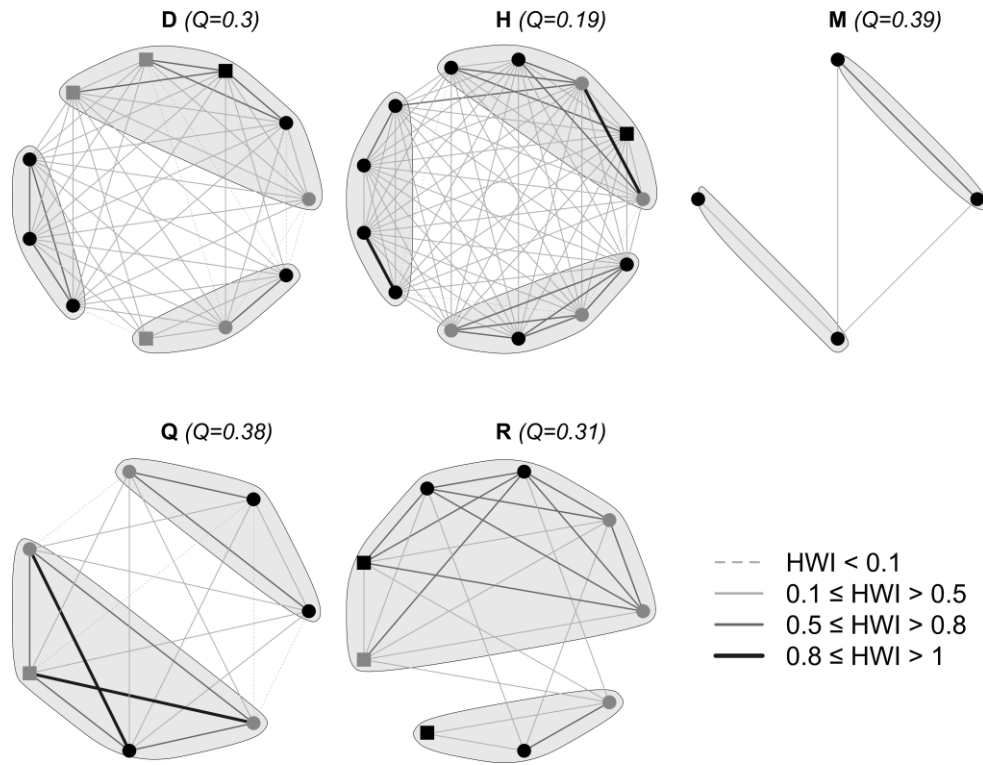 D (Q=0.3)
H (Q=0.19)
M (Q=0.39)
Q (Q=0.38)
R (Q=0.31)
HWI < 0.1
0.1 ≤ HWI > 0.5
0.5 ≤ HWI > 0.8
0.8 ≤ HWI > 1